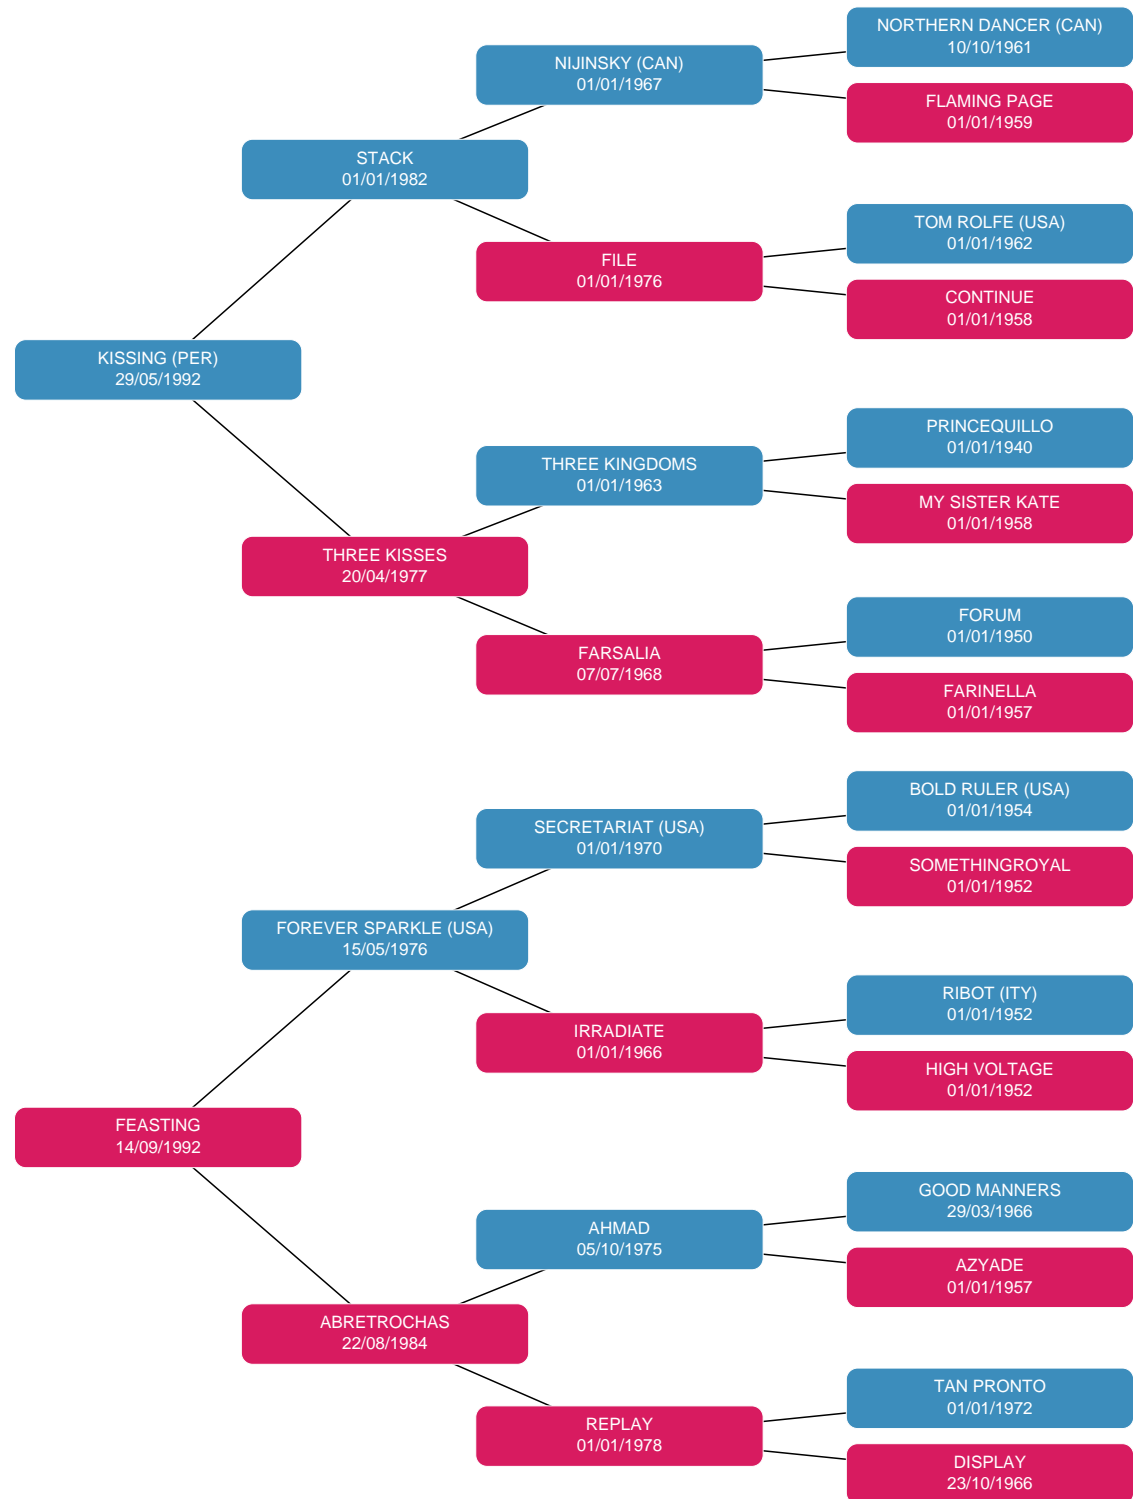 NORTHERN DANCER (CAN)
10/10/1961
NIJINSKY (CAN)
01/01/1967
FLAMING PAGE
01/01/1959
STACK
01/01/1982
TOM ROLFE (USA)
01/01/1962
FILE
01/01/1976
CONTINUE
01/01/1958
KISSING (PER)
29/05/1992
PRINCEQUILLO
01/01/1940
THREE KINGDOMS
01/01/1963
MY SISTER KATE
01/01/1958
THREE KISSES
20/04/1977
FORUM
01/01/1950
FARSALIA
07/07/1968
FARINELLA
01/01/1957
BOLD RULER (USA)
01/01/1954
SECRETARIAT (USA)
01/01/1970
SOMETHINGROYAL
01/01/1952
FOREVER SPARKLE (USA)
15/05/1976
RIBOT (ITY)
01/01/1952
IRRADIATE
01/01/1966
HIGH VOLTAGE
01/01/1952
FEASTING
14/09/1992
GOOD MANNERS
29/03/1966
AHMAD
05/10/1975
AZYADE
01/01/1957
ABRETROCHAS
22/08/1984
TAN PRONTO
01/01/1972
REPLAY
01/01/1978
DISPLAY
23/10/1966